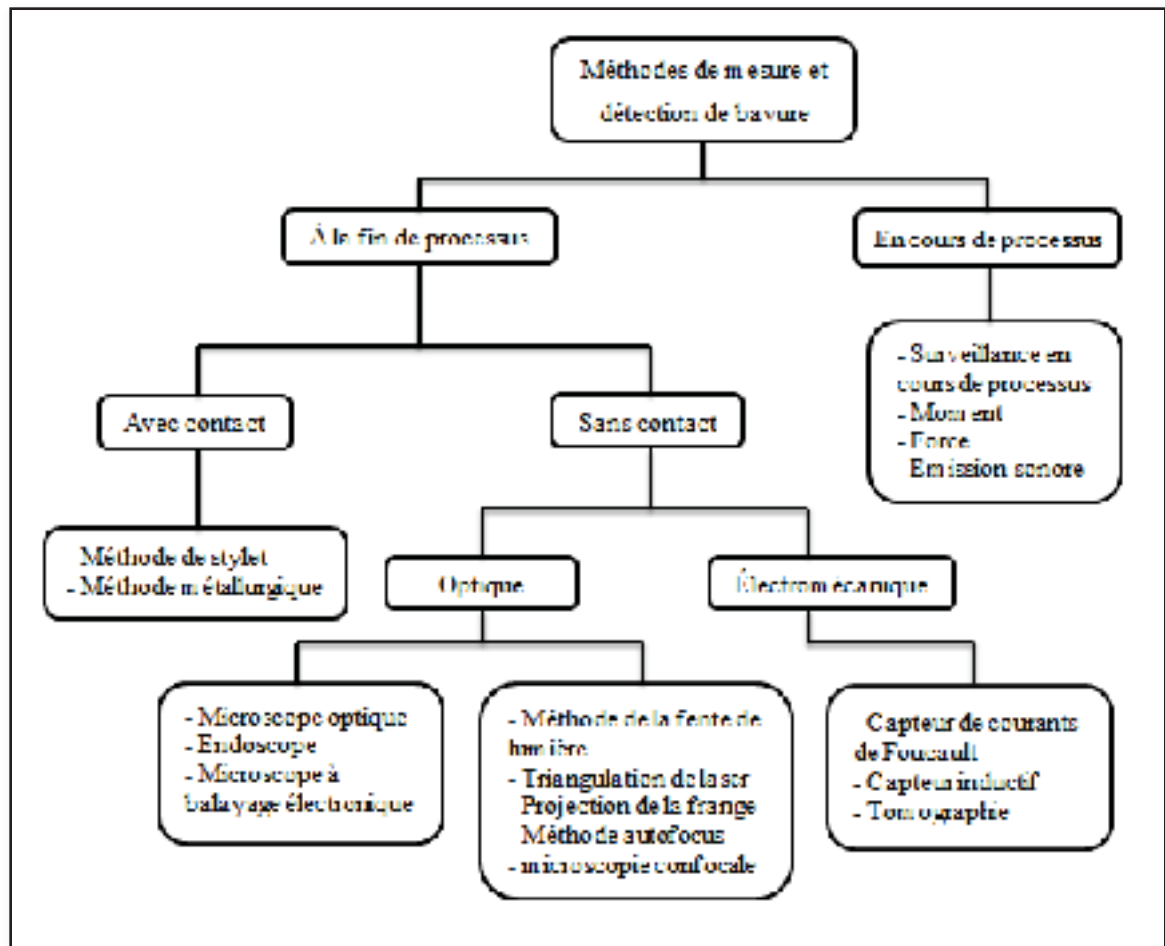 Méthodes de mesure et
détection de bavure
À la fin de processus
En cours de processus
- Surveillance en
cours de processus
- Moment
- Force
Emission sonore
Avec contact
Sans contact
Méthode de stylet
- Méthode métallurgique
Optique
Électromécanique
- Microscope optique
- Endoscope
- Microscope à
balayage électronique
- Méthode de la fente de
lumière
- Triangulation de laser
Projection de la frange
Méthode autofocus
- microscopie confocale
Capteur de courants
de Foucault
- Capteur inductif
- Tomographie